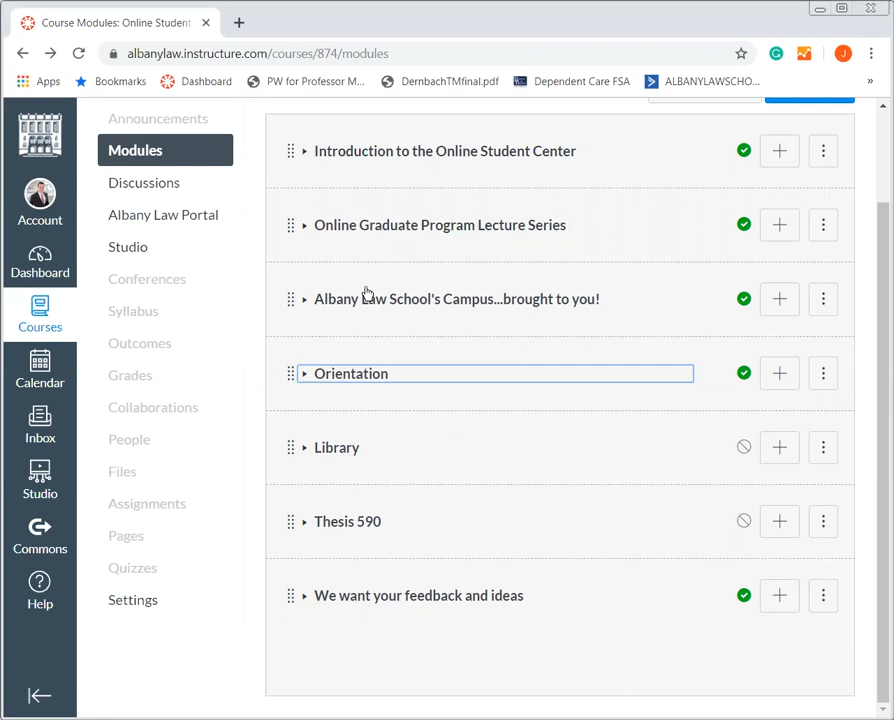 Course Modules: Online Student
albanylaw.instructure.com/courses/874/modules
J
Apps
Bookmarks
Dashboard
PW for Professor M...
DernbachTMfinal.pdf
Dependent Care FSA
ALBANYLAWSCHO...
»
Account
Dashboard
Courses
Calendar
Inbox
Studio
Commons
Help
Announcements
Modules
Discussions
Albany Law Portal
Studio
Conferences
Syllabus
Outcomes
Grades
Collaborations
People
Files
Assignments
Pages
Quizzes
Settings
Introduction to the Online Student Center
Online Graduate Program Lecture Series
Albany Law School's Campus...brought to you!
Orientation
Library
Thesis 590
We want your feedback and ideas